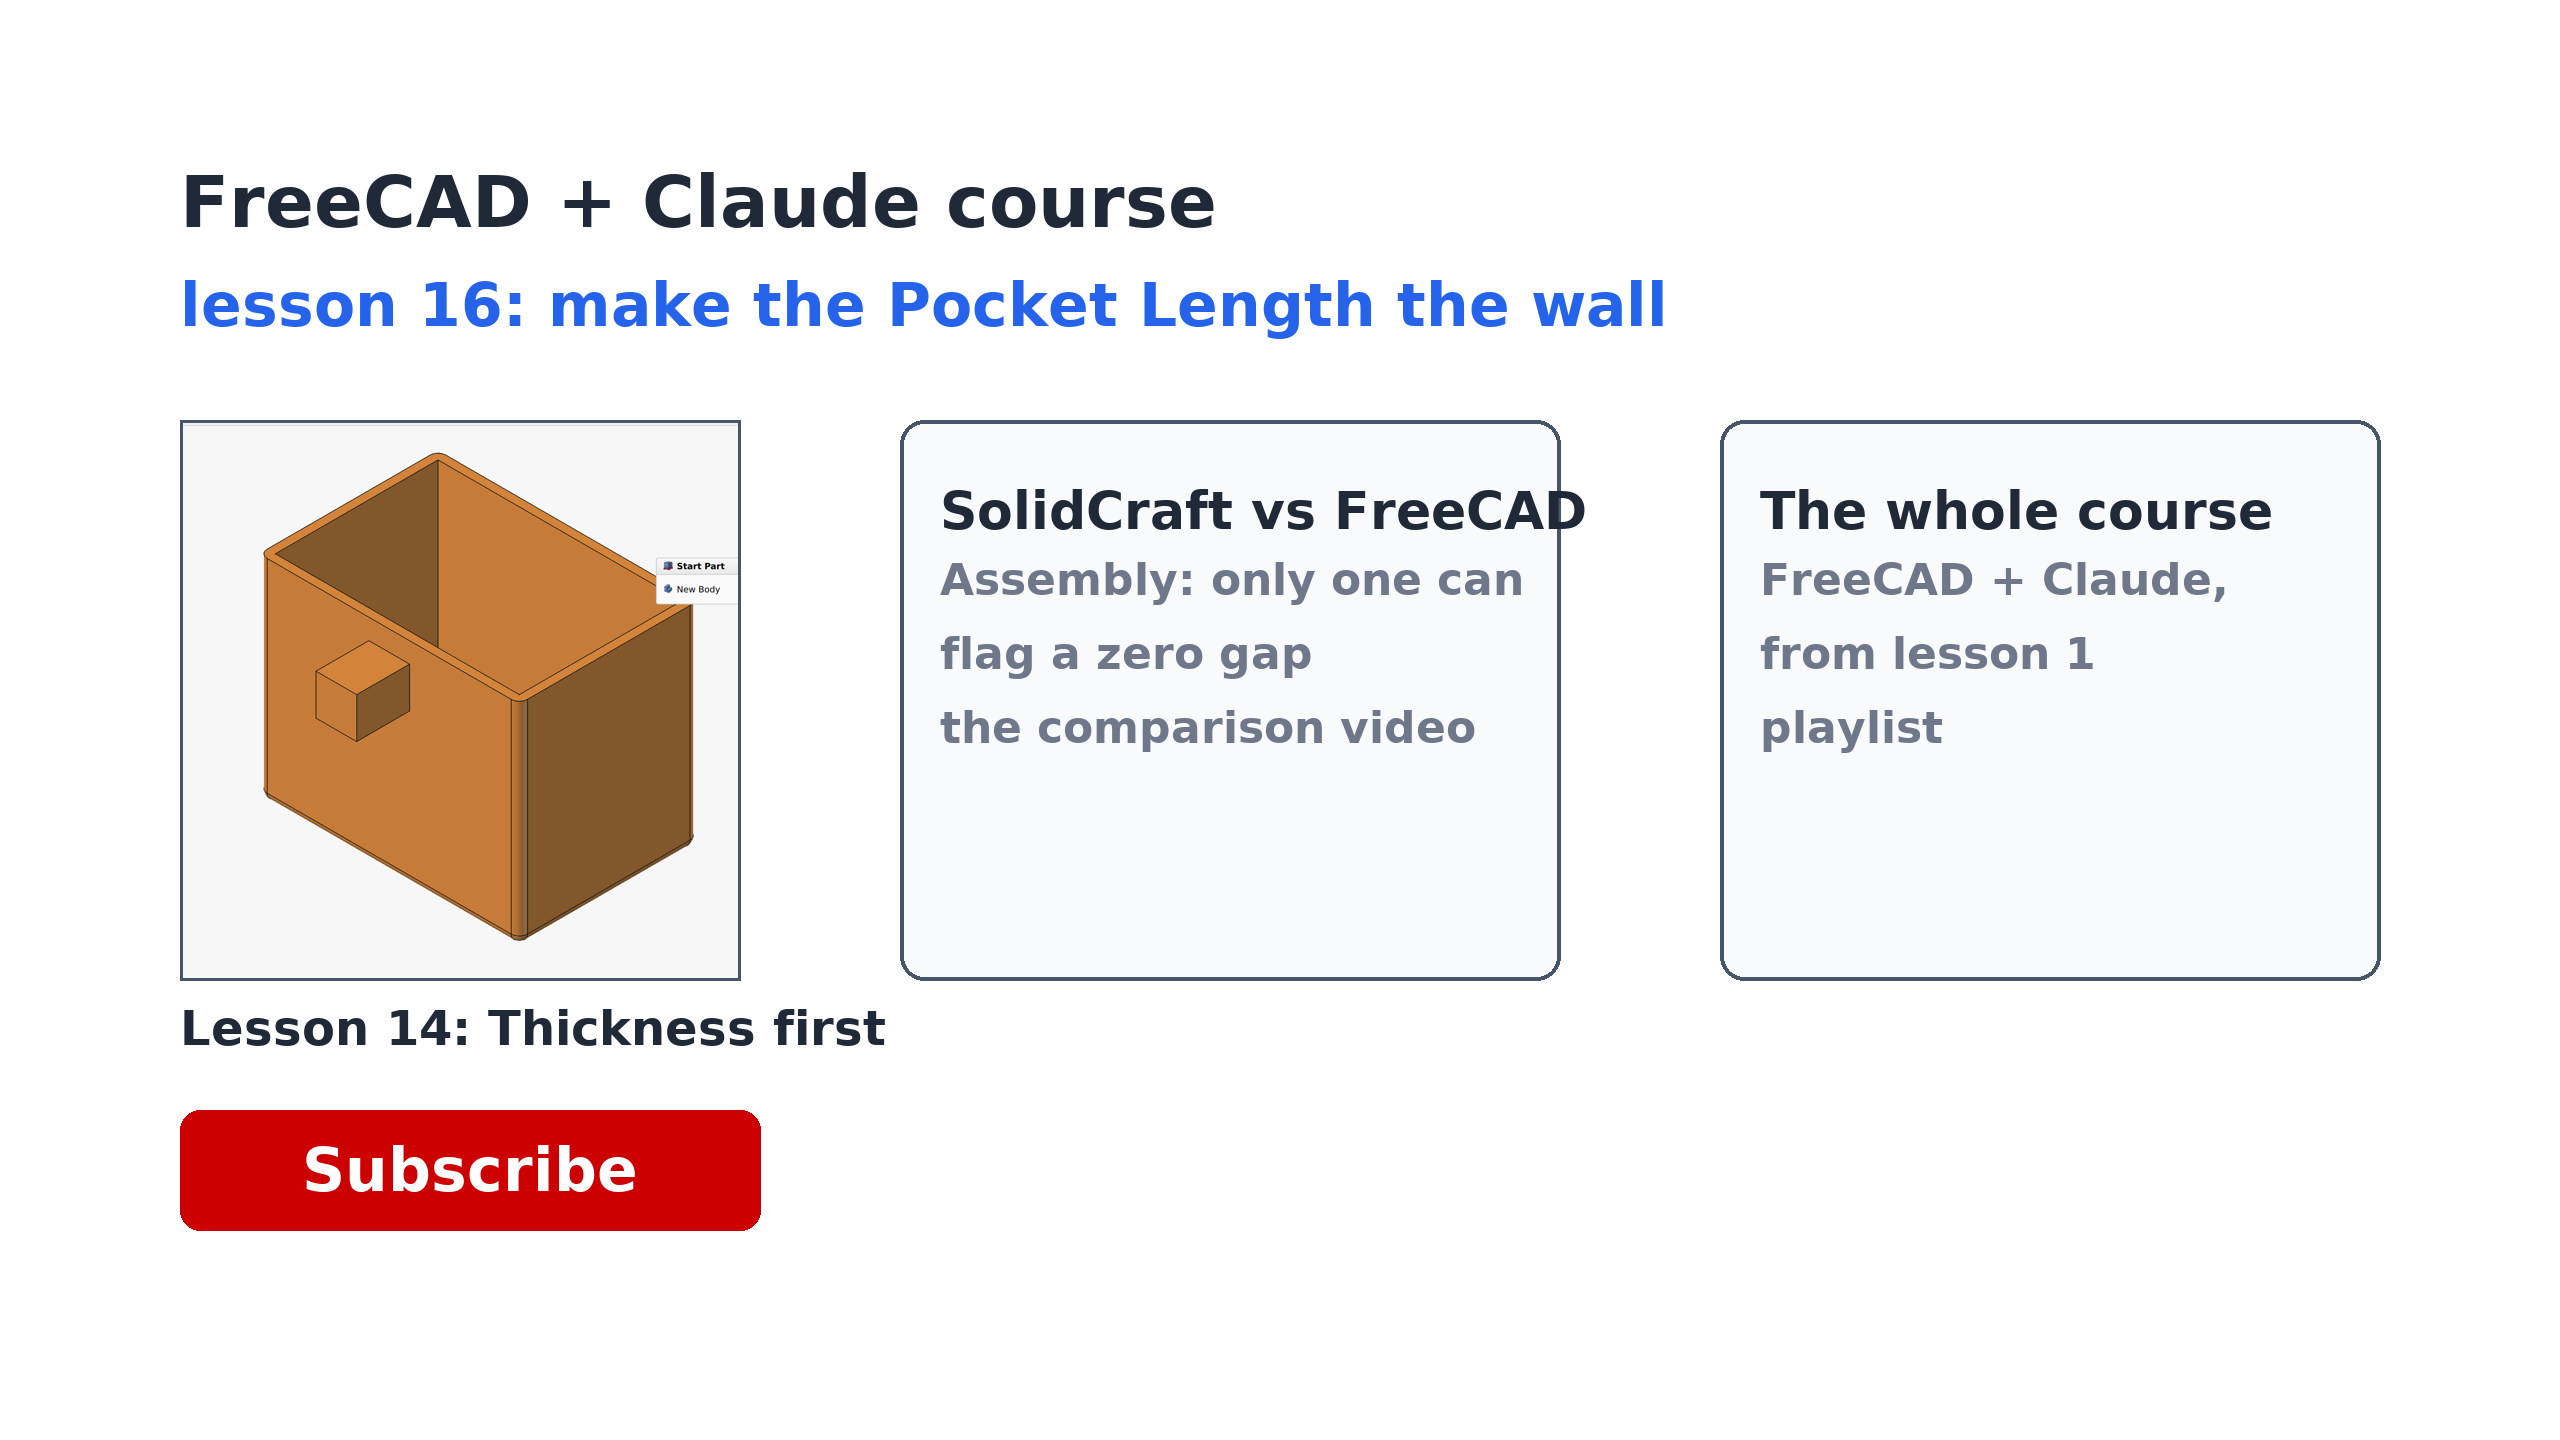 FreeCAD + Claude course
lesson 16: make the Pocket Length the wall
Start Part
New Body
Lesson 14: Thickness first
SolidCraft vs FreeCAD
Assembly: only one can
flag a zero gap
the comparison video
The whole course
FreeCAD + Claude,
from lesson 1
playlist
Subscribe